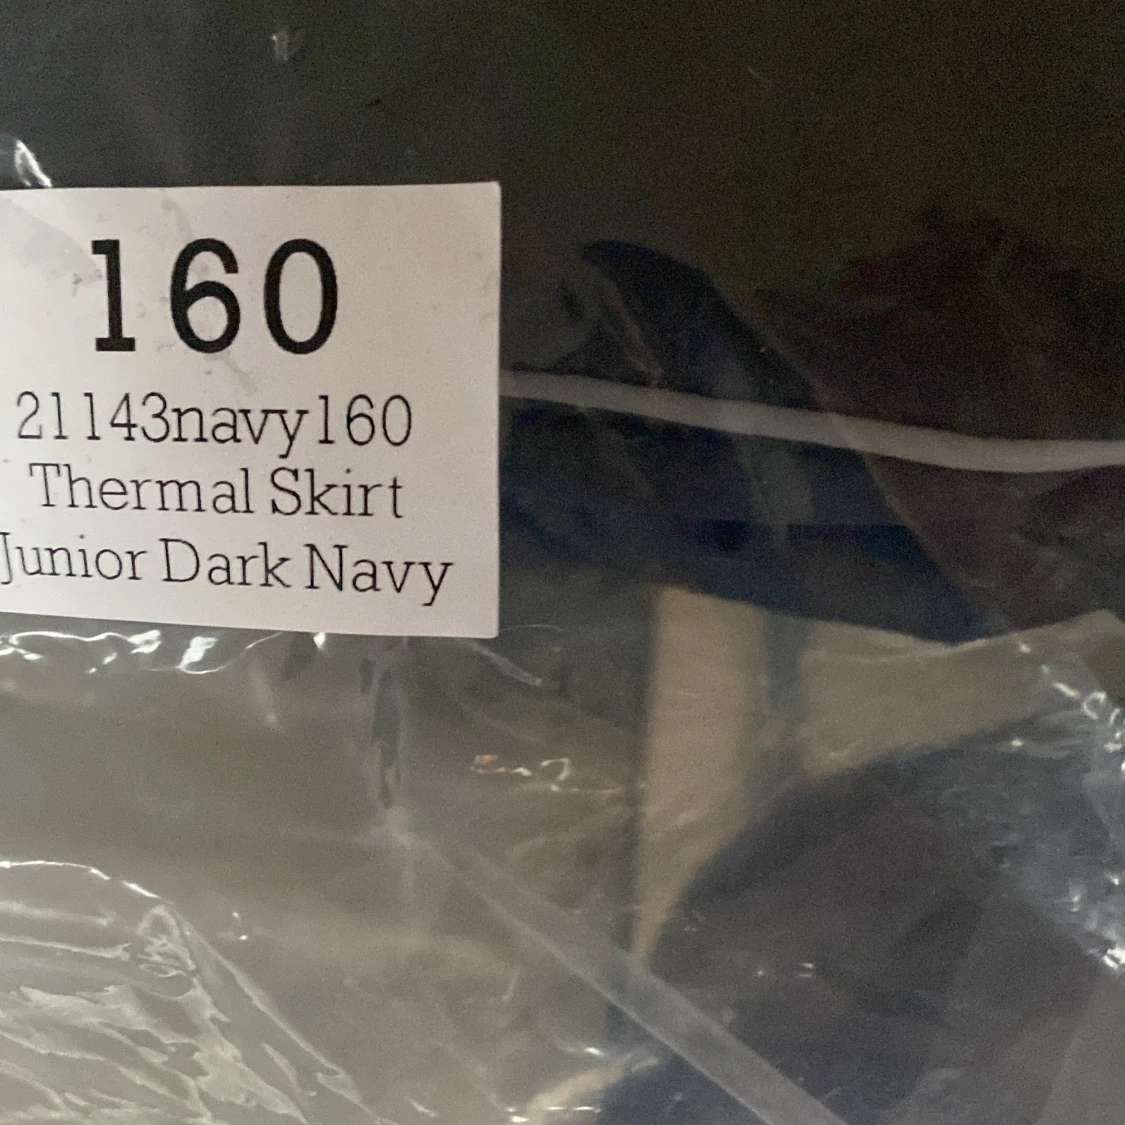 160
21143navy160
Thermal Skirt
Junior Dark Navy